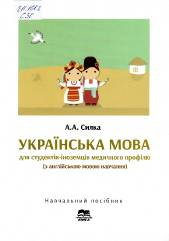 А.А. Силка
УКРАЇНСЬКА МОВА
для студентів-іноземців медичного профілю
(з англійською мовою навчання)
Навчальний посібник